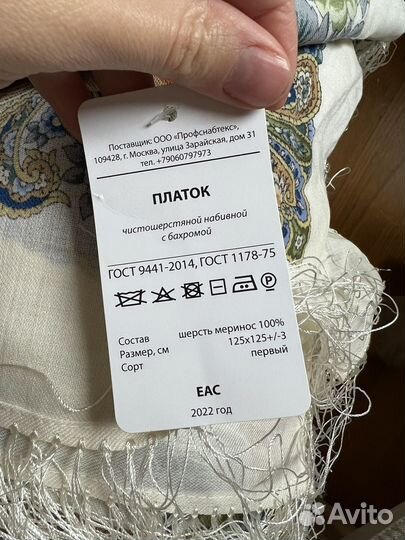 Поставщик: ООО «Профснабтекс»,
109428, г. Москва, улица Зарайская, дом 31
тел. +79060797973
ПЛАТОК
чистошерстяной набивной
с бахромой
ГОСТ 9441-2014, ГОСТ 1178-75
Состав шерсть меринос 100%
Размер, см 125х125+/-3
Сорт первый
ЕАС
2022 год
Avito